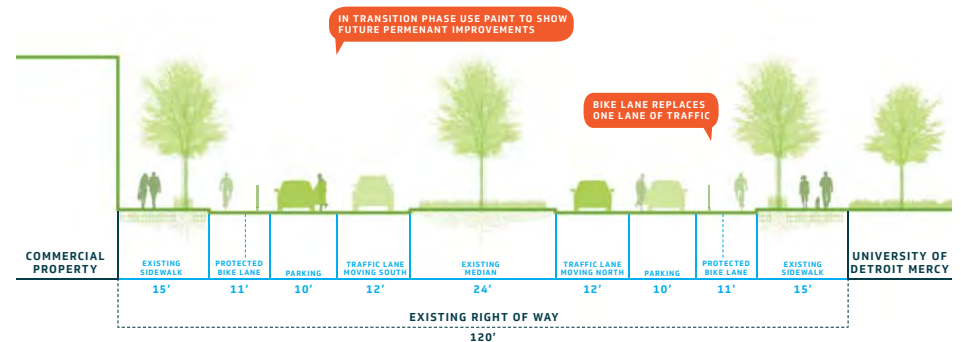 IN TRANSITION PHASE USE PAINT TO SHOW
FUTURE PERMENANT IMPROVEMENTS
BIKE LANE REPLACES
ONE LANE OF TRAFFIC
COMMERCIAL
PROPERTY
EXISTING
SIDEWALK
15'
PROTECTED
BIKE LANE
11'
PARKING
10'
TRAFFIC LANE
MOVING SOUTH
12'
EXISTING
MEDIAN
24'
TRAFFIC LANE
MOVING NORTH
12'
PARKING
10'
PROTECTED
BIKE LANE
11'
EXISTING
SIDEWALK
15'
UNIVERSITY OF
DETROIT MERCY
EXISTING RIGHT OF WAY
120'